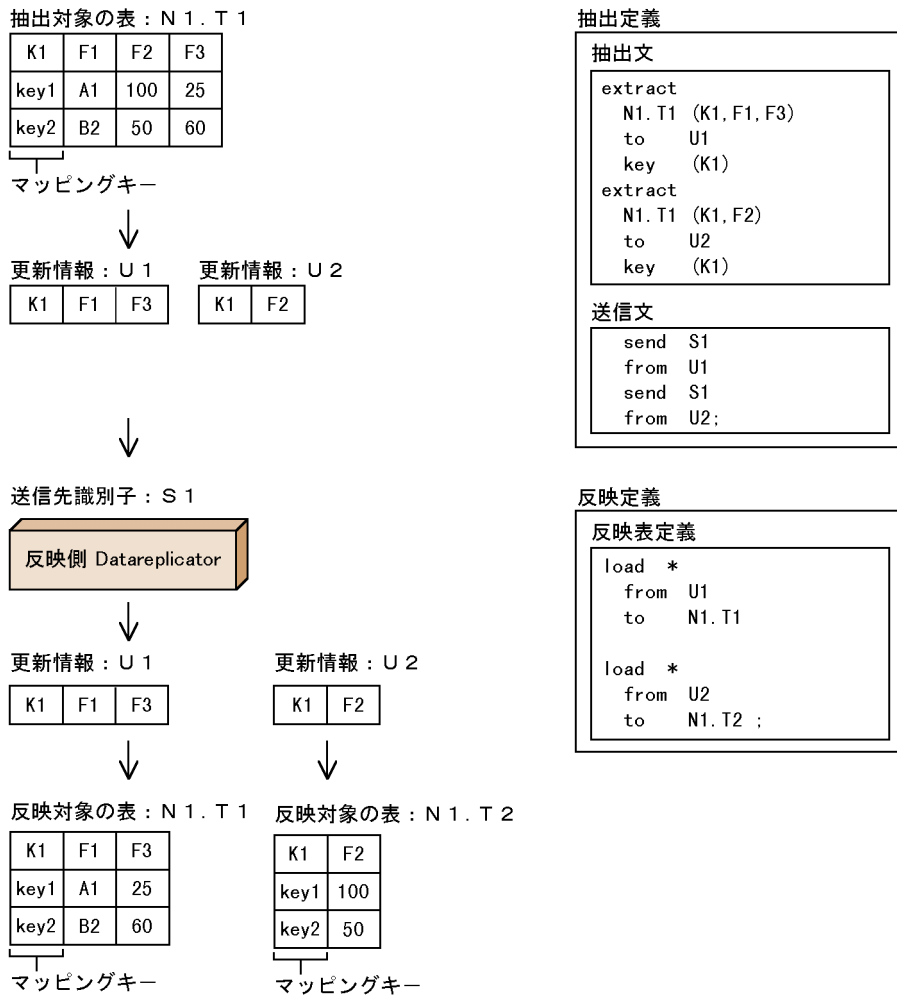 抽出対象の表：Ｎ１．Ｔ１
K1 F1 F2 F3
key1 A1 100 25
key2 B2 50 60
マッピングキー
更新情報：Ｕ１
K1 F1 F3
更新情報：Ｕ２
K1 F2
送信先識別子：Ｓ１
反映側 Datareplicator
更新情報：Ｕ１
K1 F1 F3
更新情報：Ｕ２
K1 F2
反映対象の表：Ｎ１．Ｔ１
K1 F1 F3
key1 A1 25
key2 B2 60
マッピングキー
反映対象の表：Ｎ１．Ｔ２
K1 F2
key1 100
key2 50
マッピングキー
抽出定義
抽出文
extract
N1.T1 (K1,F1,F3)
to U1
key (K1)
extract
N1.T1 (K1,F2)
to U2
key (K1)
送信文
send S1
from U1
send S1
from U2;
反映定義
反映表定義
load *
from U1
to N1.T1
load *
from U2
to N1.T2 ;